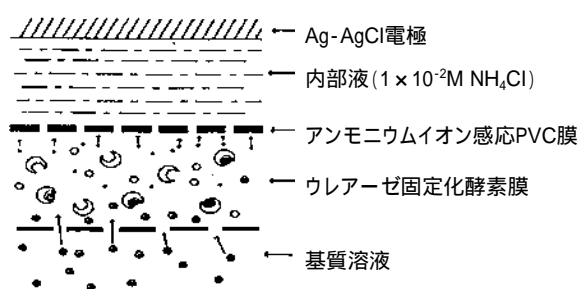 Ag-AgCl電極
内部液(1×10⁻²M NH₄Cl)
アンモニウムイオン感応PVC膜
ウレアーゼ固定化酵素膜
基質溶液